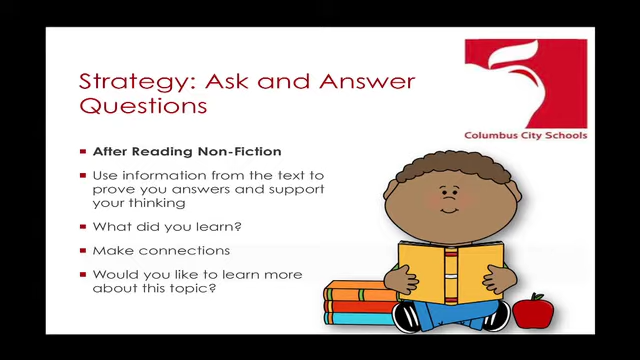 Strategy: Ask and Answer
Questions
Columbus City Schools
After Reading Non-Fiction
Use information from the text to
prove you answers and support
your thinking
What did you learn?
Make connections
Would you like to learn more
about this topic?